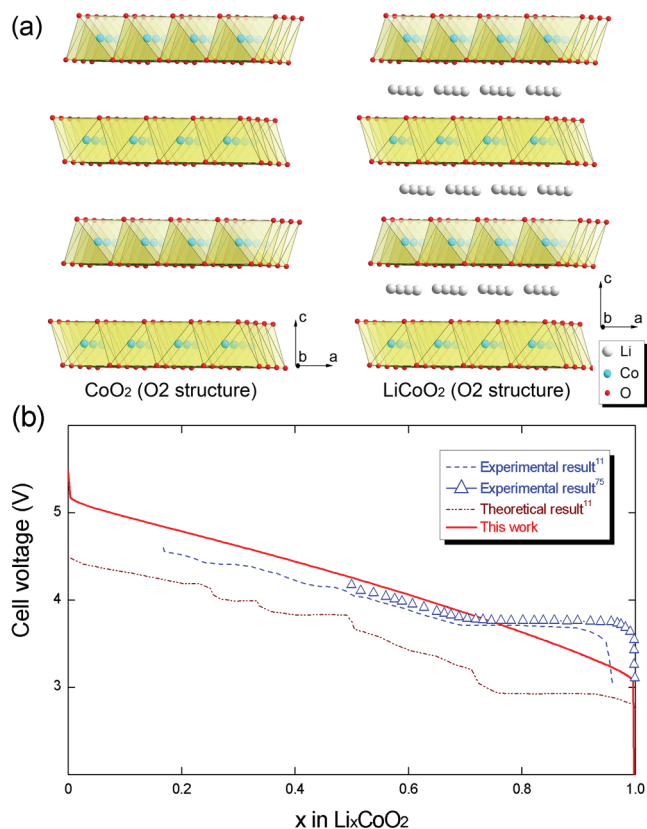 (a)
c
b
a
c
b
a
Li
Co
O
CoO₂ (O2 structure)
LiCoO₂ (O2 structure)
(b)
Experimental result¹¹
Experimental result⁷⁵
Theoretical result¹¹
This work
Cell voltage (V)
5
4
3
0
0.2
0.4
0.6
0.8
1.0
x in LiₓCoO₂